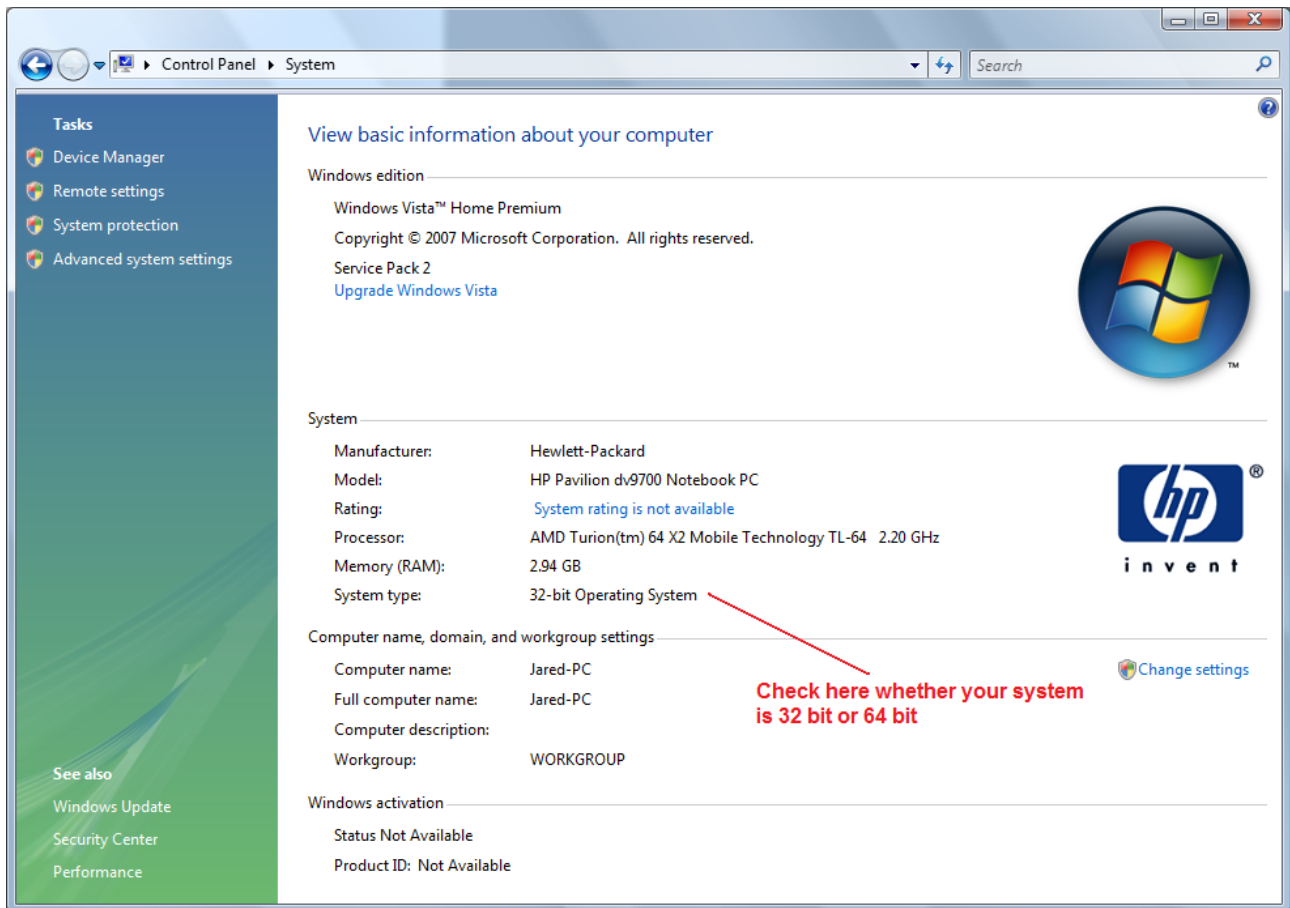 Control Panel
System
Search
Tasks
Device Manager
Remote settings
System protection
Advanced system settings
See also
Windows Update
Security Center
Performance
View basic information about your computer
Windows edition
Windows Vista™ Home Premium
Copyright © 2007 Microsoft Corporation. All rights reserved.
Service Pack 2
Upgrade Windows Vista
TM
System
Manufacturer: Hewlett-Packard
Model: HP Pavilion dv9700 Notebook PC
Rating: System rating is not available
Processor: AMD Turion(tm) 64 X2 Mobile Technology TL-64 2.20 GHz
Memory (RAM): 2.94 GB
System type: 32-bit Operating System
hp ®
invent
Computer name, domain, and workgroup settings
Computer name: Jared-PC
Change settings
Full computer name: Jared-PC
Computer description:
Workgroup: WORKGROUP
Check here whether your system
is 32 bit or 64 bit
Windows activation
Status Not Available
Product ID: Not Available